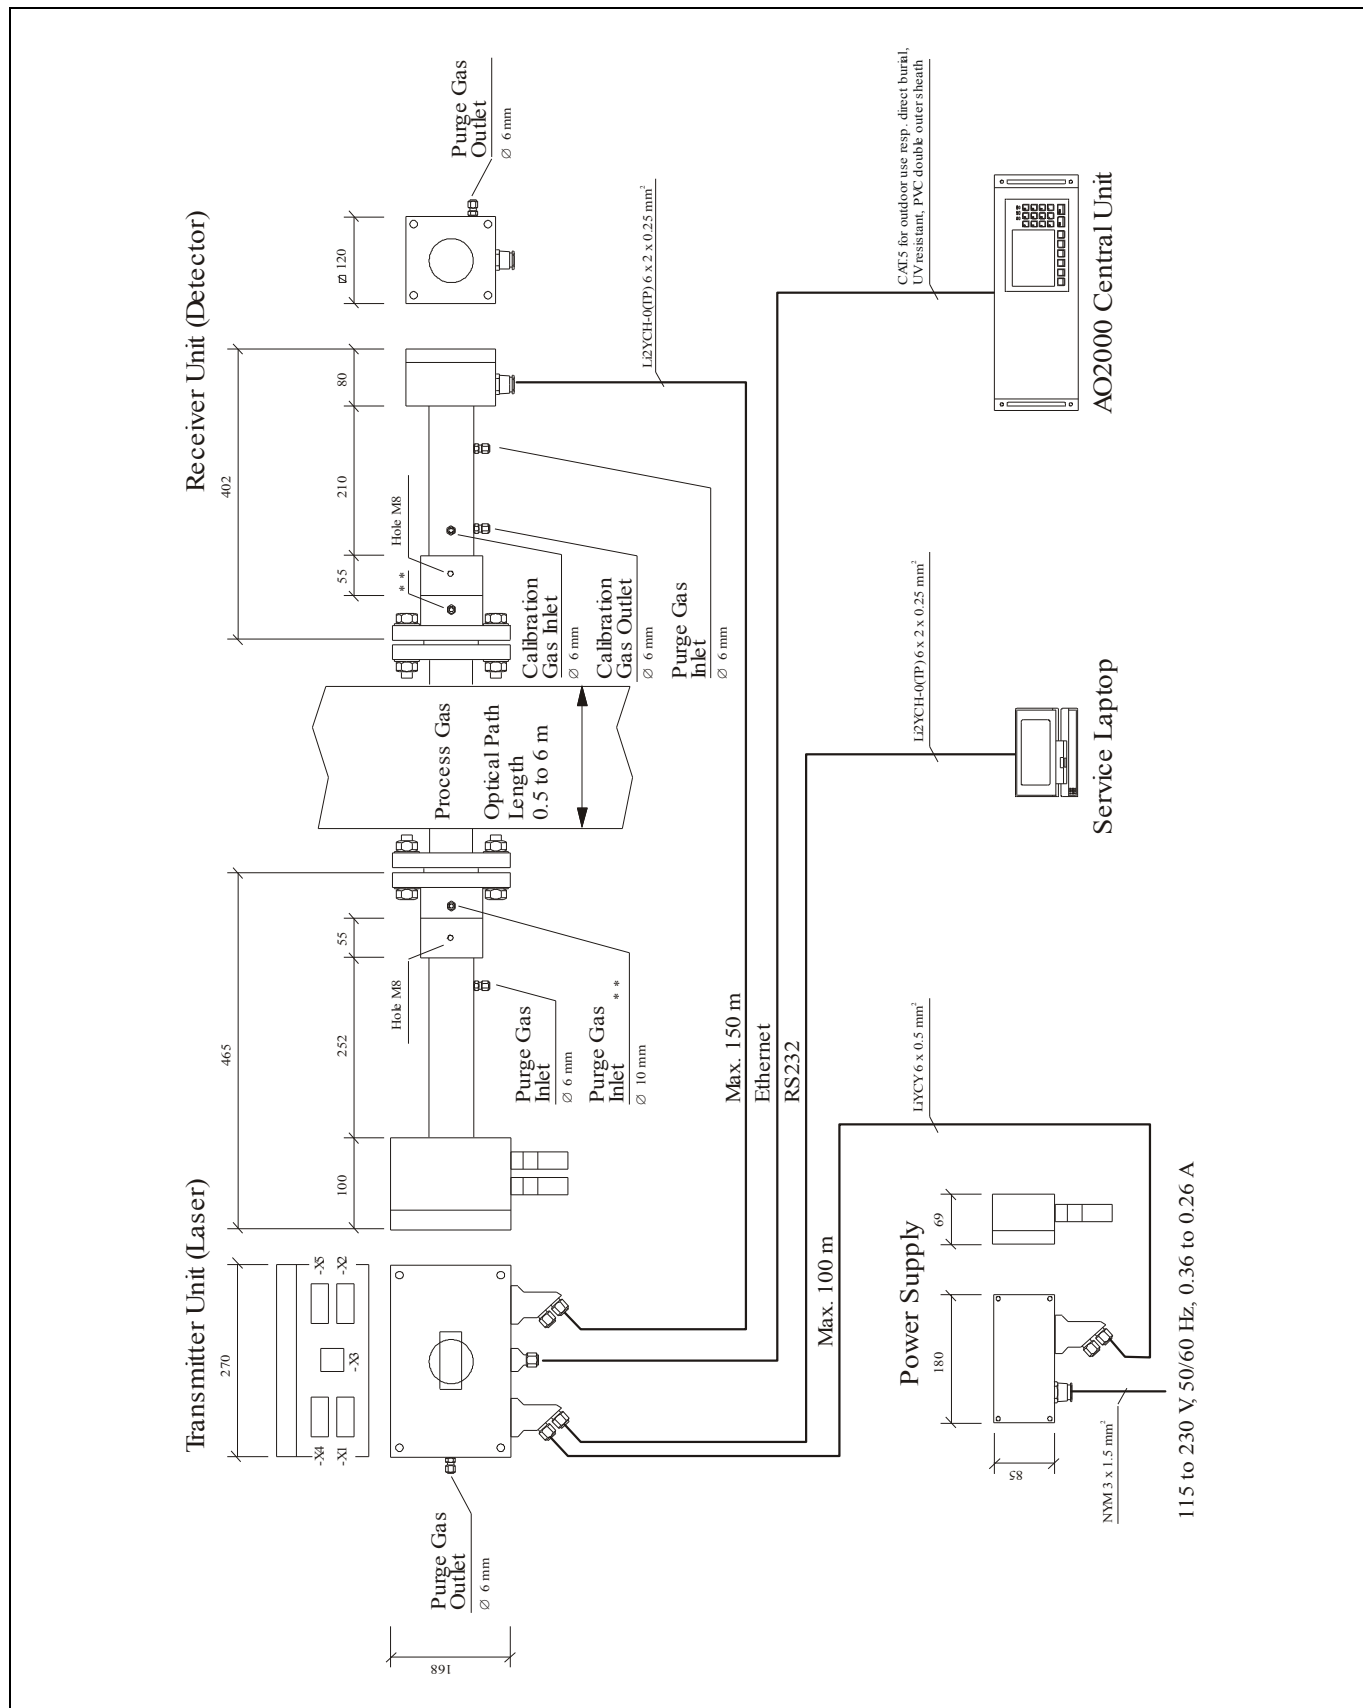 Transmitter Unit (Laser)
Receiver Unit (Detector)
270
465
402
-X4
-X5
-X3
-X1
-X2
100
252
55
55
210
80
⌀ 120
Hole M8
* *
Hole M8
168
Purge Gas
Outlet
∅ 6 mm
Purge Gas
Outlet
∅ 6 mm
Process Gas
Optical Path
Length
0.5 to 6 m
Purge Gas
Inlet
∅ 6 mm
Purge Gas
Inlet * *
∅ 10 mm
Calibration
Gas Inlet
∅ 6 mm
Calibration
Gas Outlet
∅ 6 mm
Purge Gas
Inlet
∅ 6 mm
Li2YCH-0(TP) 6 x 2 x 0.25 mm²
Max. 150 m
Ethernet
RS232
Max. 100 m
CAT.5 for outdoor use resp. direct burial,
UV resistant, PVC double outer sheath
LiYCY 6 x 0.5 mm²
Li2YCH-0(TP) 6 x 2 x 0.25 mm²
Power Supply
180
69
85
NYM 3 x 1.5 mm²
115 to 230 V, 50/60 Hz, 0.36 to 0.26 A
Service Laptop
AO2000 Central Unit